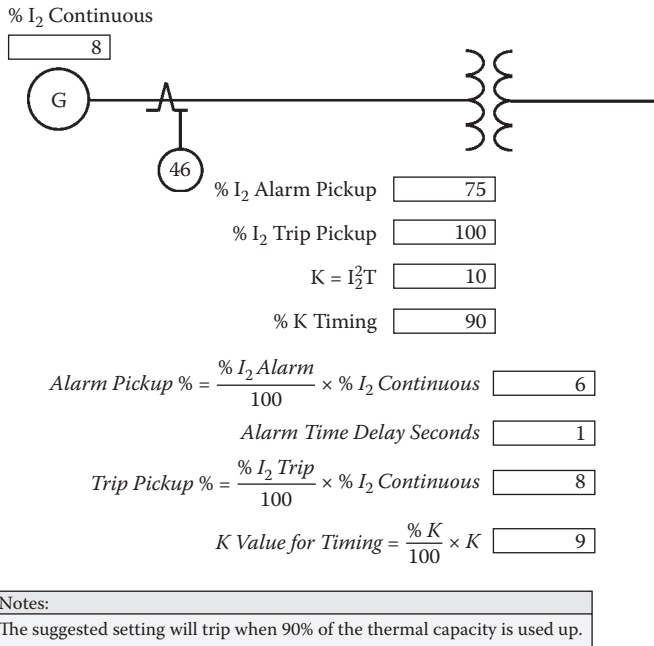 % I₂ Continuous
8
G
46
% I₂ Alarm Pickup 75
% I₂ Trip Pickup 100
K = I₂²T 10
% K Timing 90
Alarm Pickup % = % I₂ Alarm / 100 × % I₂ Continuous 6
Alarm Time Delay Seconds 1
Trip Pickup % = % I₂ Trip / 100 × % I₂ Continuous 8
K Value for Timing = % K / 100 × K 9
Notes:
The suggested setting will trip when 90% of the thermal capacity is used up.